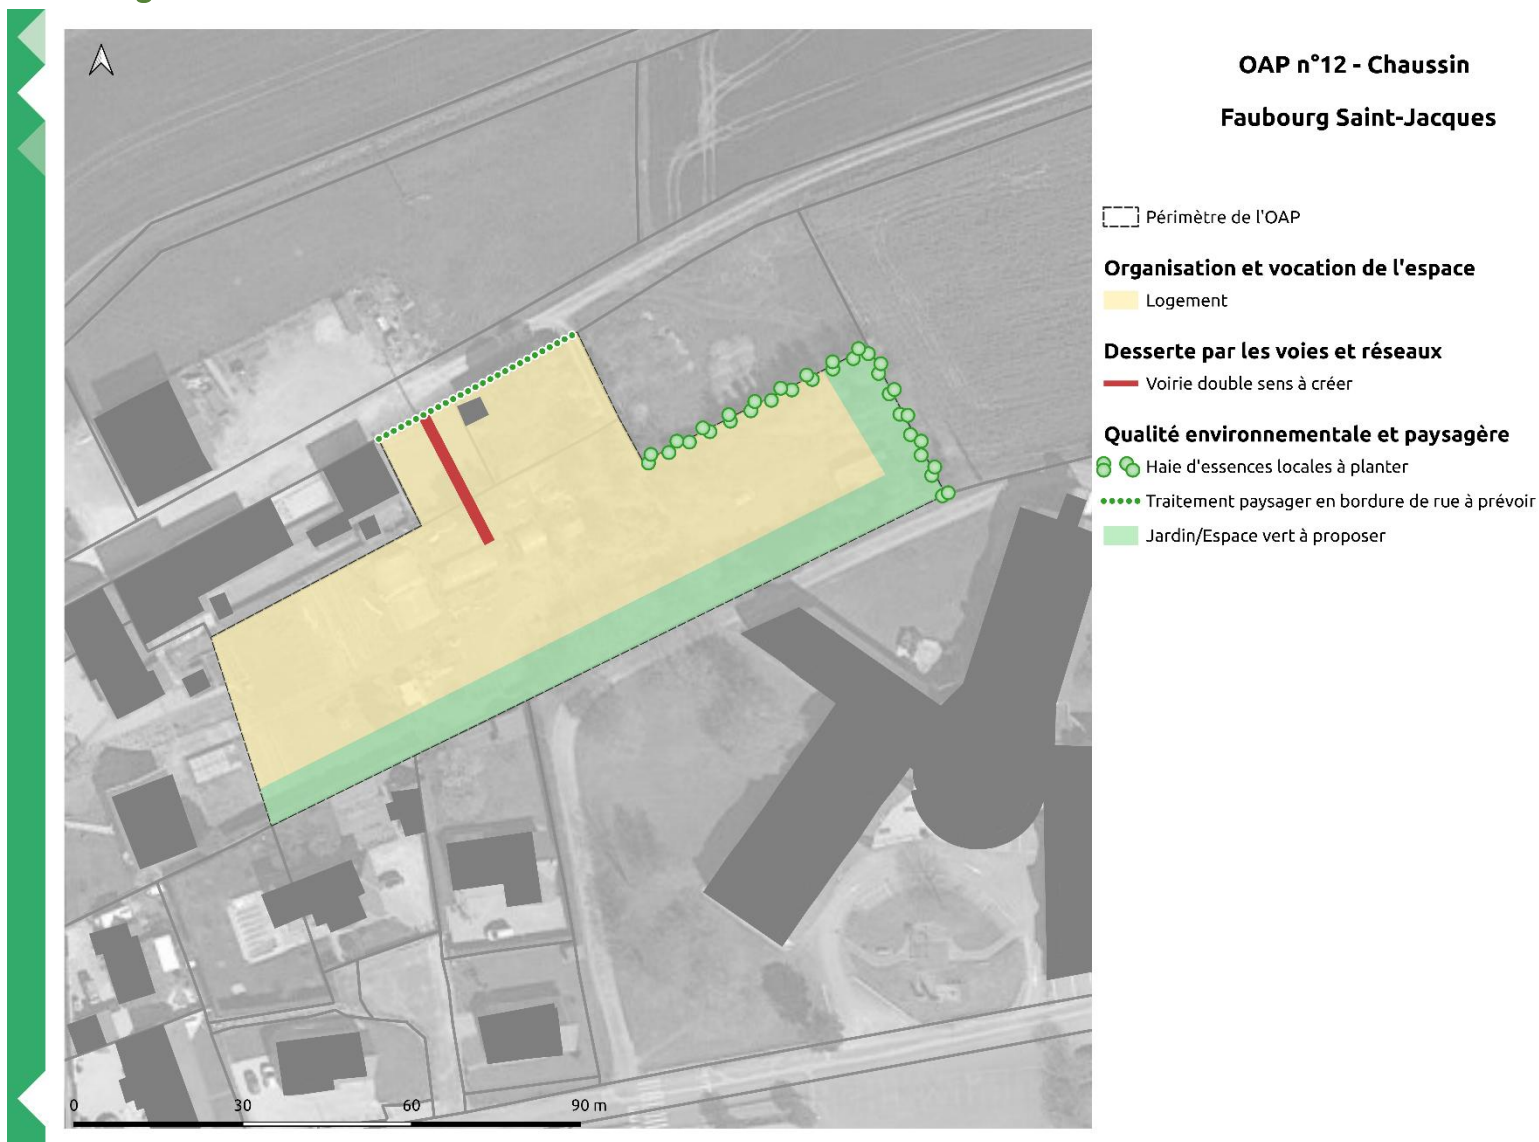 OAP n°12 - Chaussin
Faubourg Saint-Jacques
Périmètre de l'OAP
Organisation et vocation de l'espace
Logement
Desserte par les voies et réseaux
Voirie double sens à créer
Qualité environnementale et paysagère
Haie d'essences locales à planter
Traitement paysager en bordure de rue à prévoir
Jardin/Espace vert à proposer
0 30 60 90 m